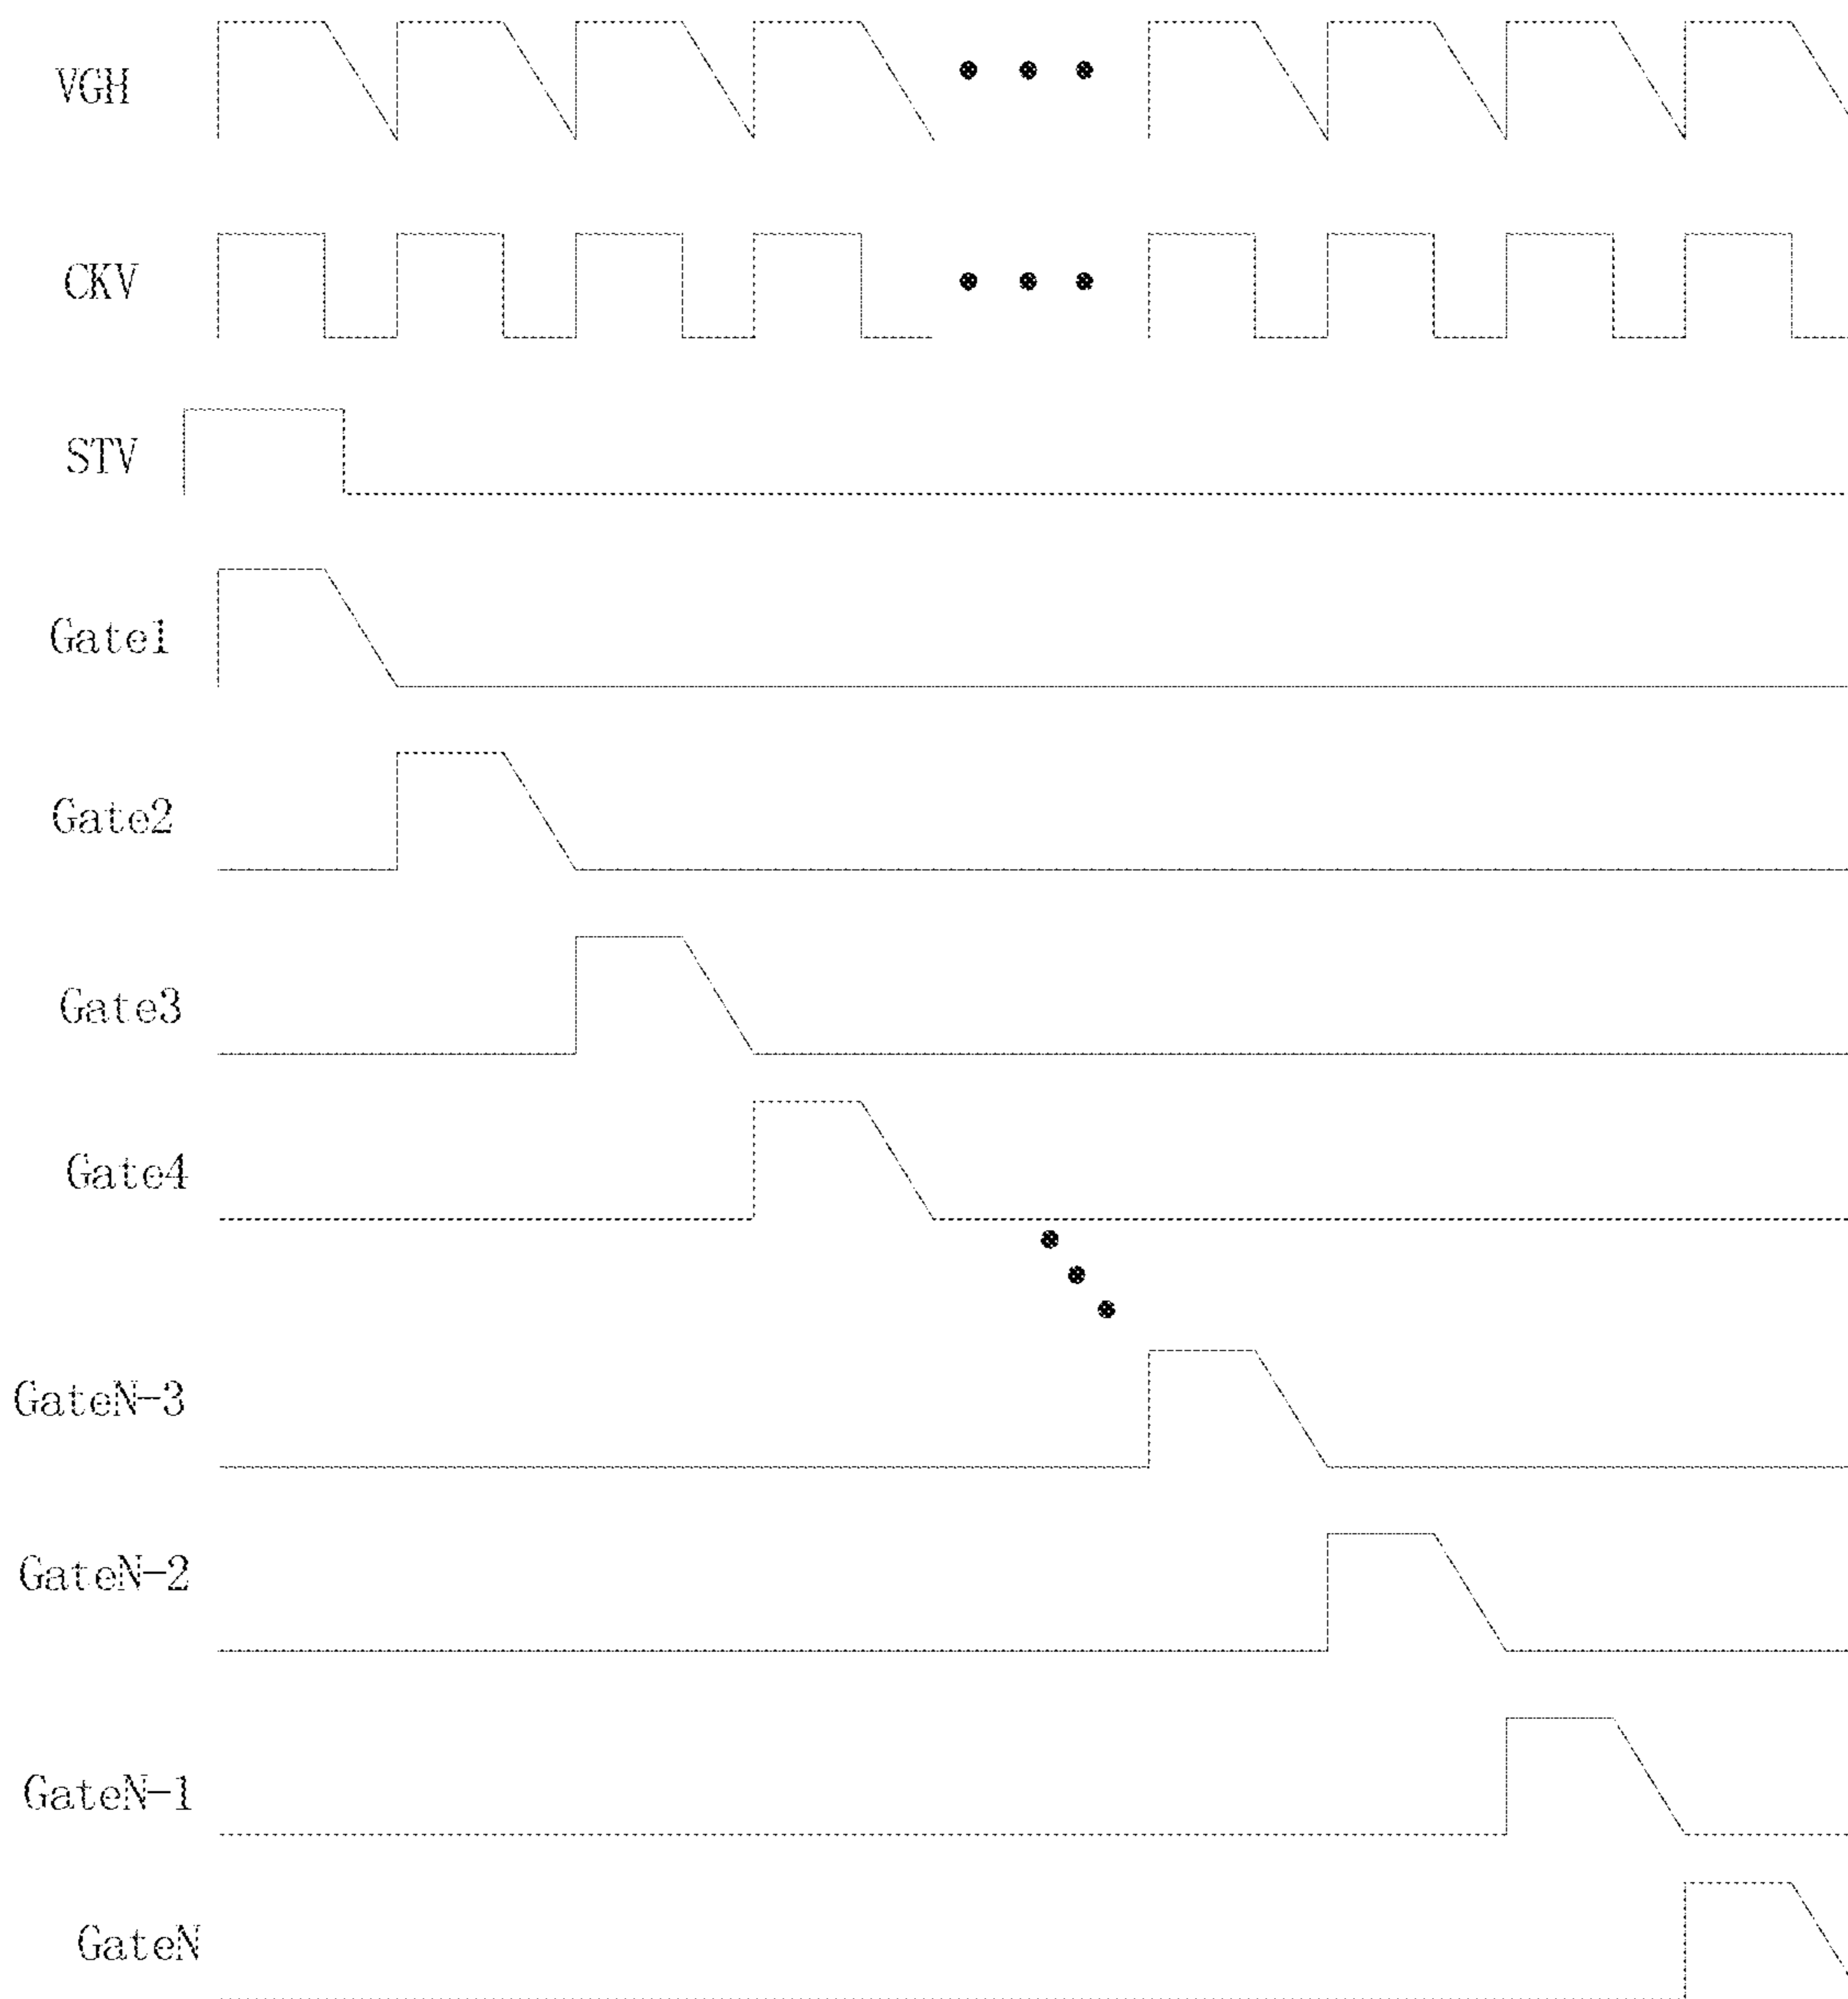 VGH
CKV
STV
Gate1
Gate2
Gate3
Gate4
GateN-3
GateN-2
GateN-1
GateN